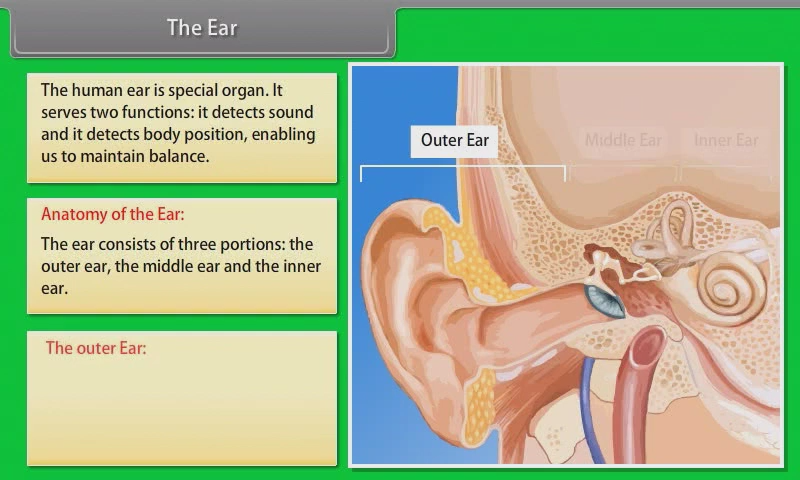 The Ear
The human ear is special organ. It
serves two functions: it detects sound
and it detects body position, enabling
us to maintain balance.
Anatomy of the Ear:
The ear consists of three portions: the
outer ear, the middle ear and the inner
ear.
The outer Ear:
Outer Ear
Middle Ear
Inner Ear